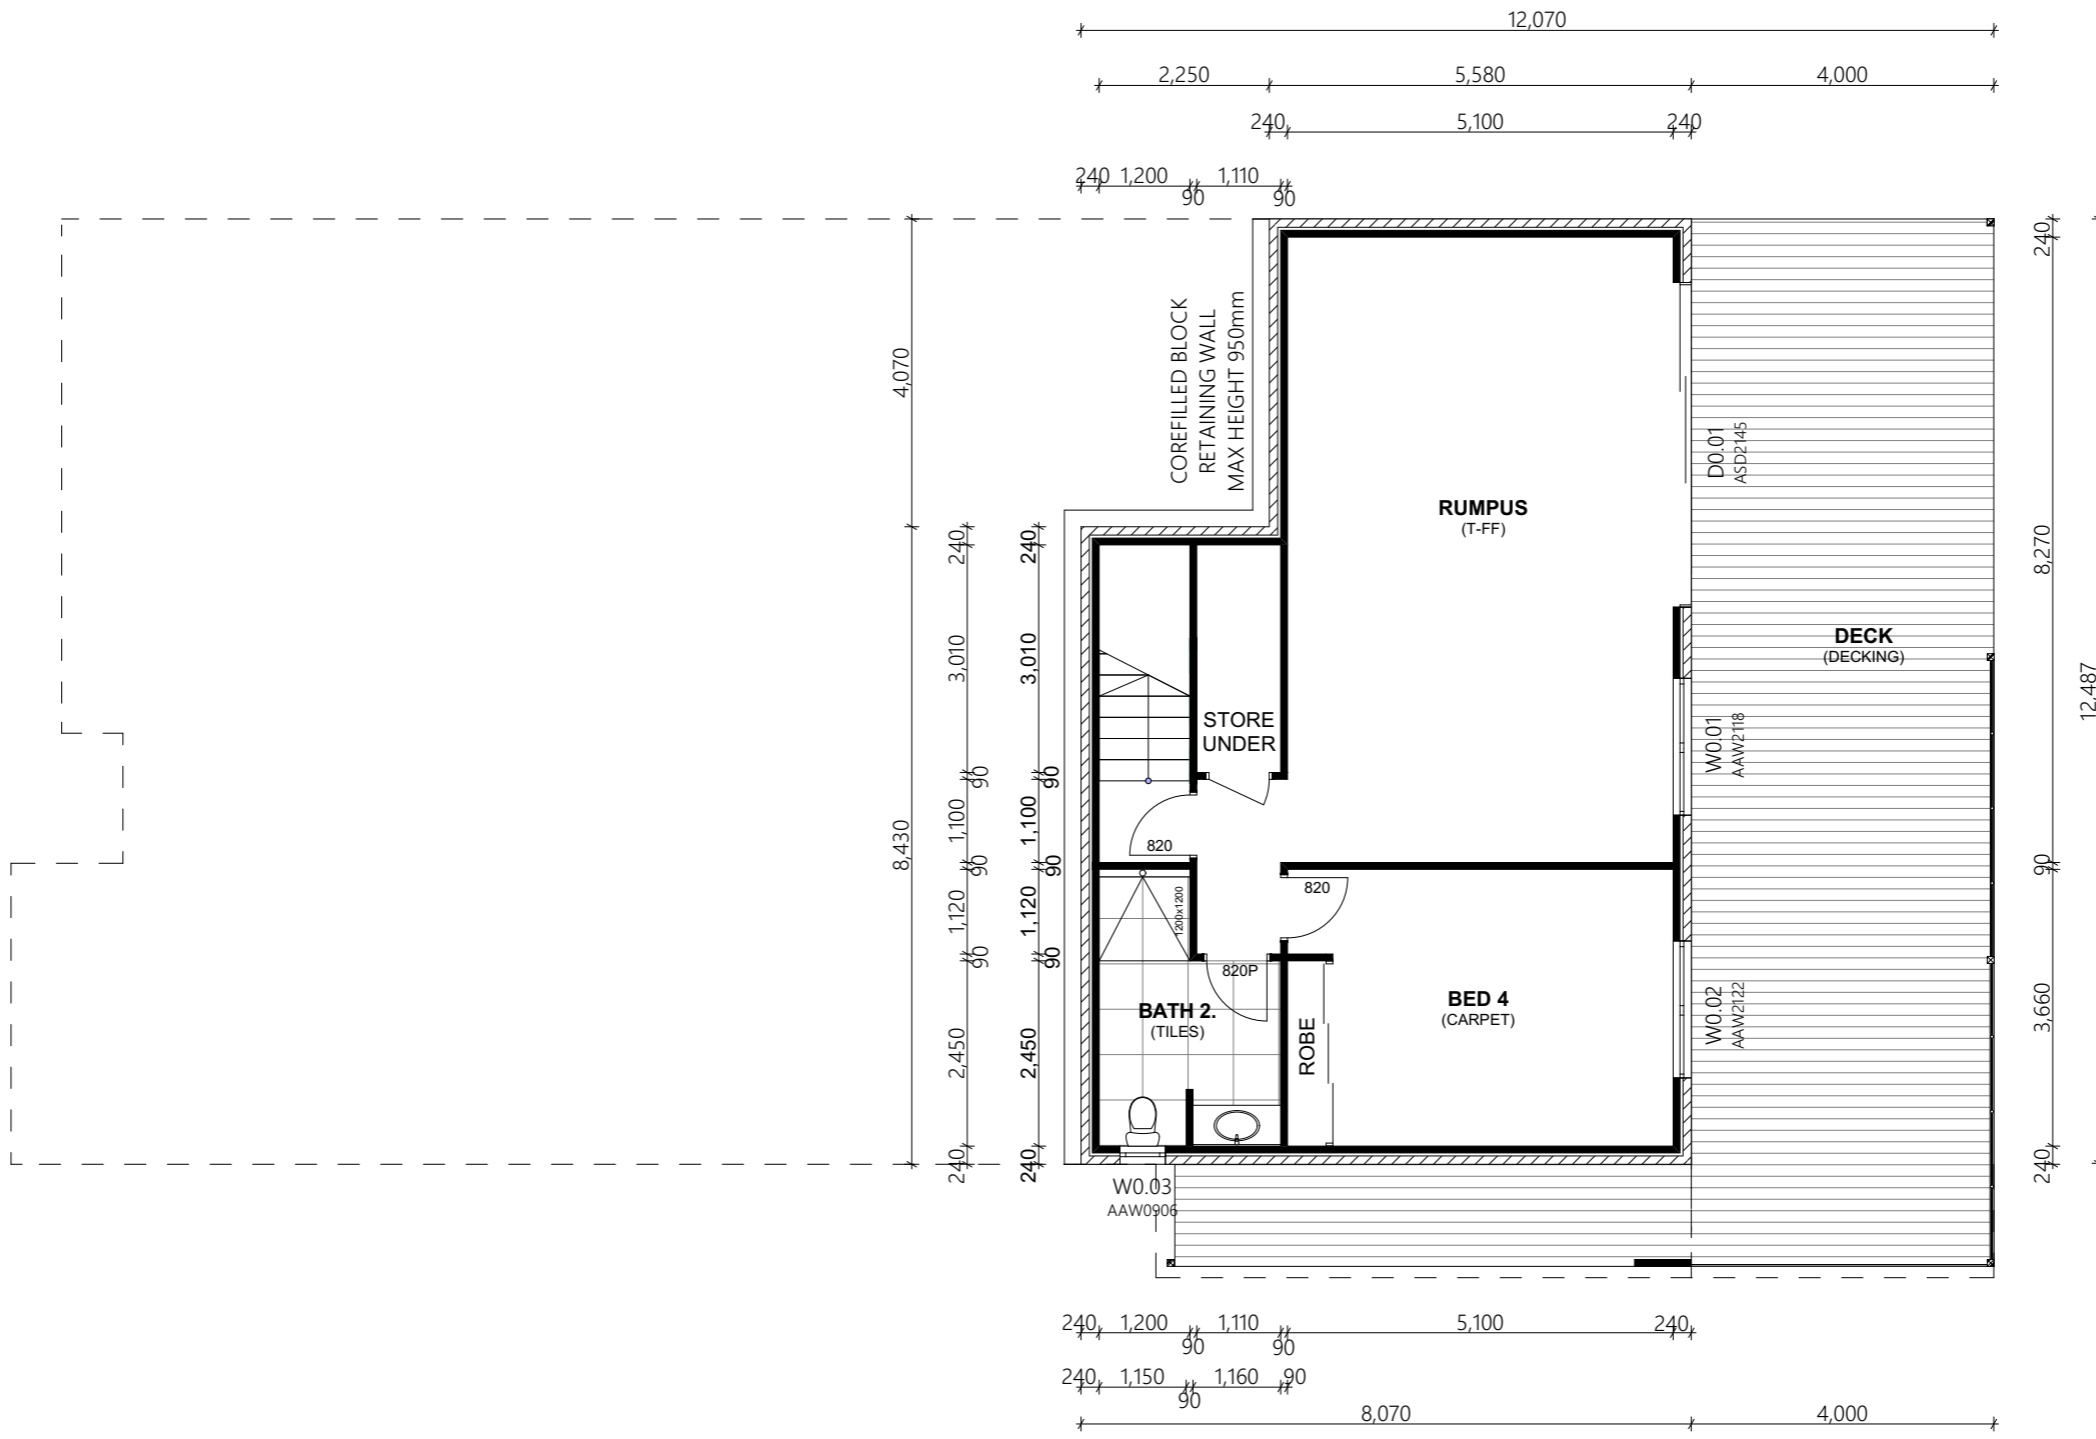 12,070
2,250 5,580 4,000
240 5,100 240
240 1,200 1,110
90 90
COREFILLED BLOCK
RETAINING WALL
MAX HEIGHT 950mm
4,070
8,430
240
3,010
90
1,100
90
1,120
90
2,450
240
240
3,010
90
1,100
90
1,120
90
2,450
240
RUMPUS
(T-FF)
STORE
UNDER
820
820
1200x1200
820P
BATH 2.
(TILES)
ROBE
BED 4
(CARPET)
D0.01
ASD2145
W0.01
AAW2118
W0.02
AAW2122
DECK
(DECKING)
240
8,270
90
3,660
240
12,487
W0.03
AAW0906
240 1,200 1,110 5,100 240
90 90
240 1,150 1,160 90
90
8,070 4,000